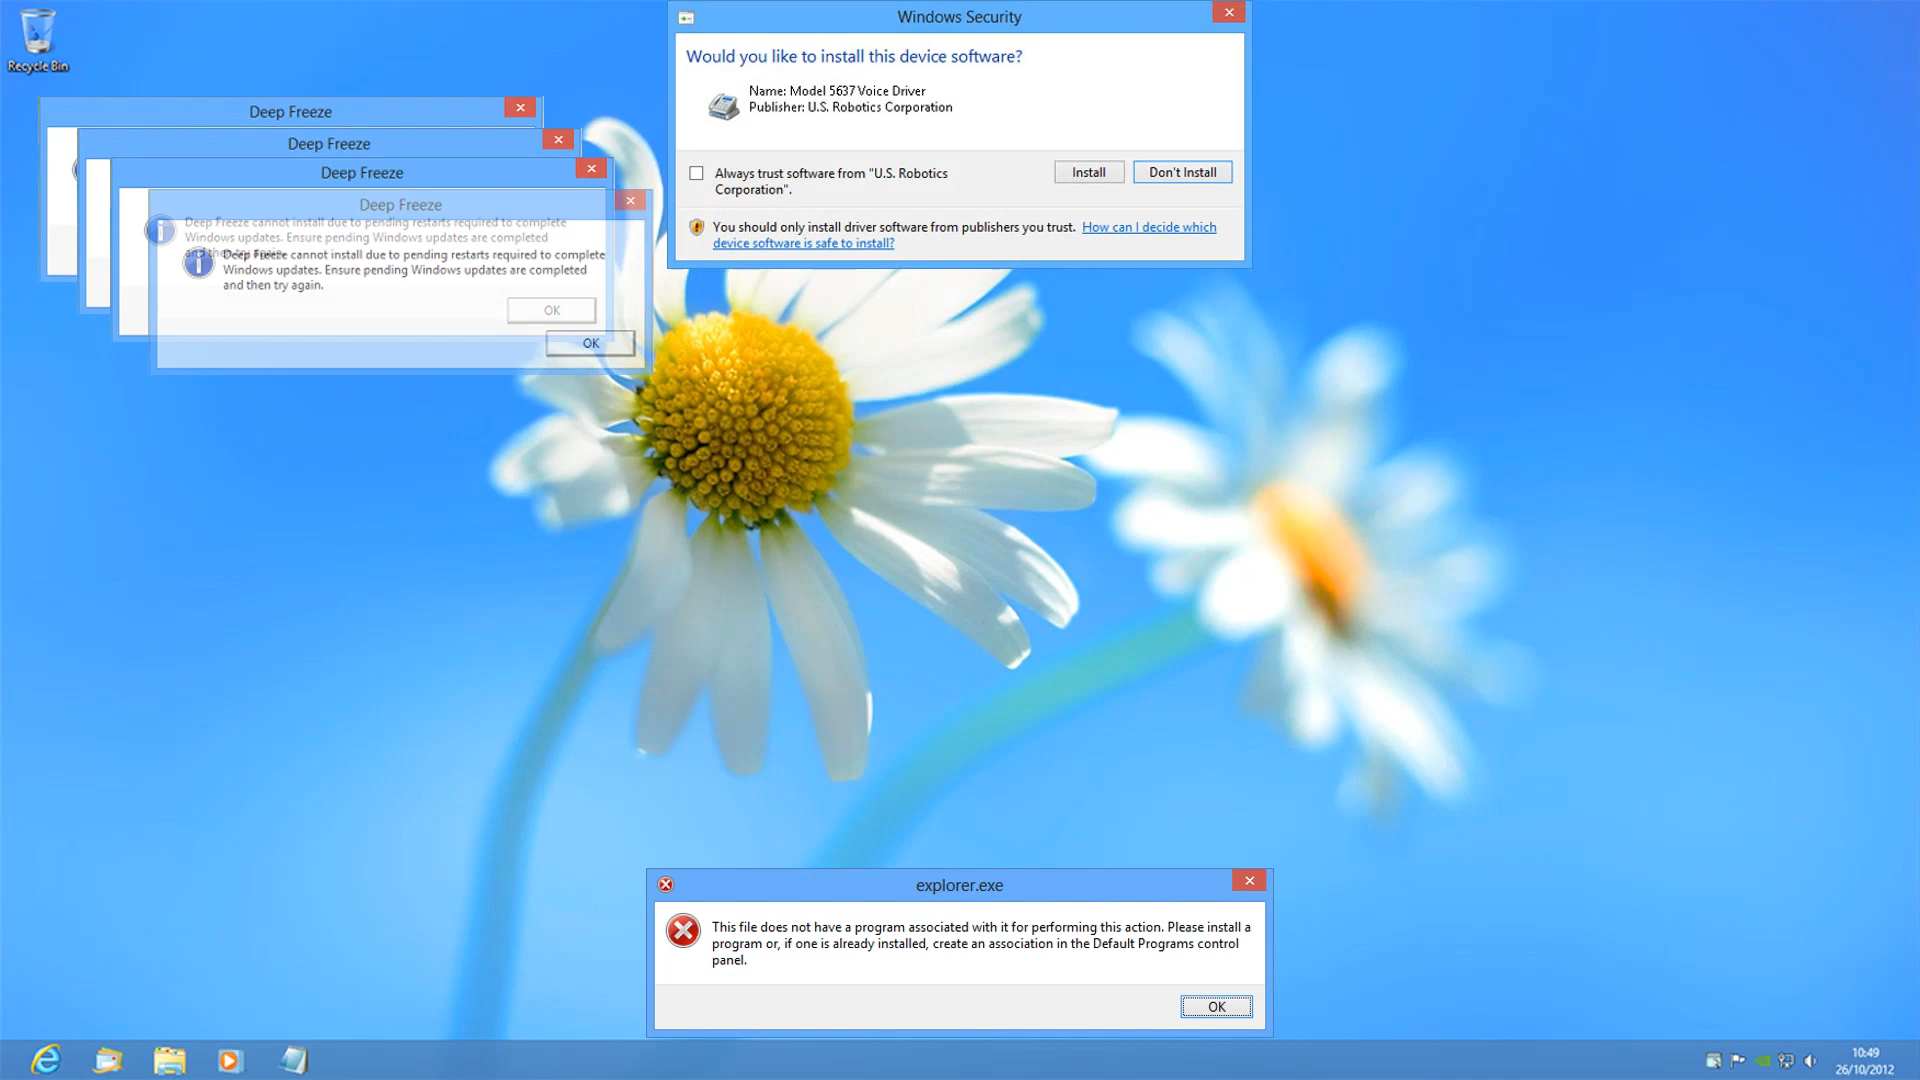 Recycle Bin
Windows Security
Would you like to install this device software?
Name: Model 5637 Voice Driver
Publisher: U.S. Robotics Corporation
Always trust software from "U.S. Robotics
Corporation".
Install
Don't Install
You should only install driver software from publishers you trust. How can I decide which
device software is safe to install?
Deep Freeze
Deep Freeze
Deep Freeze
Deep Freeze
Deep Freeze cannot install due to pending restarts required to complete
Windows updates. Ensure pending Windows updates are completed
and then try again.
Deep Freeze cannot install due to pending restarts required to complete
Windows updates. Ensure pending Windows updates are completed
and then try again.
OK
OK
explorer.exe
This file does not have a program associated with it for performing this action. Please install a
program or, if one is already installed, create an association in the Default Programs control
panel.
OK
10:49
26/10/2012